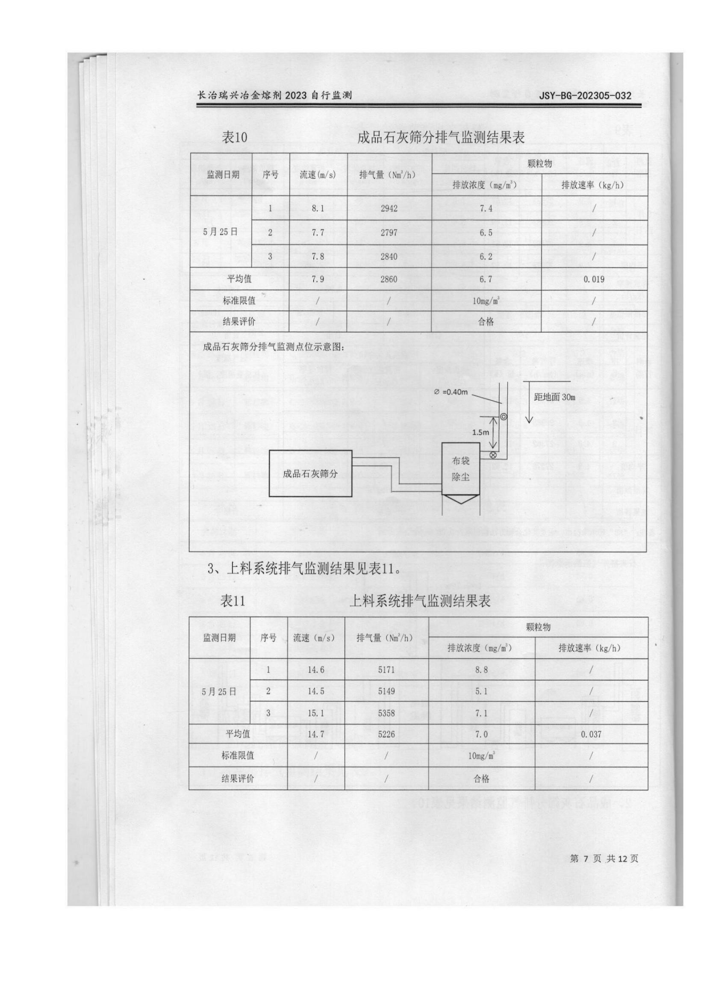 长治瑞兴冶金熔剂 2023 自行监测 JSY-BG-202305-032
表10 成品石灰筛分排气监测结果表
监测日期 序号 流速(m/s) 排气量（Nm³/h） 颗粒物
排放浓度（mg/m³） 排放速率（kg/h）
5月25日 1 8.1 2942 7.4 /
2 7.7 2797 6.5 /
3 7.8 2840 6.2 /
平均值 7.9 2860 6.7 0.019
标准限值 / / 10mg/m³ /
结果评价 / / 合格 /
成品石灰筛分排气监测点位示意图：
∅ =0.40m
距地面 30m
1.5m
成品石灰筛分
布袋
除尘
3、上料系统排气监测结果见表11。
表11 上料系统排气监测结果表
监测日期 序号 流速（m/s） 排气量（Nm³/h） 颗粒物
排放浓度（mg/m³） 排放速率（kg/h）
5月25日 1 14.6 5171 8.8 /
2 14.5 5149 5.1 /
3 15.1 5358 7.1 /
平均值 14.7 5226 7.0 0.037
标准限值 / / 10mg/m³ /
结果评价 / / 合格 /
第 7 页 共 12 页